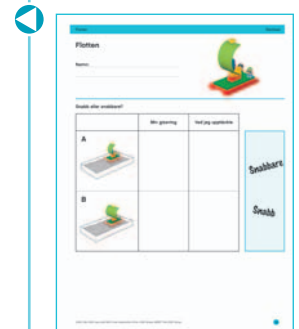 Flotten
Namn:
Snabb eller snabbare?
Min gissning
Vad jag upptäckte
A
B
Snabbare
Snabb